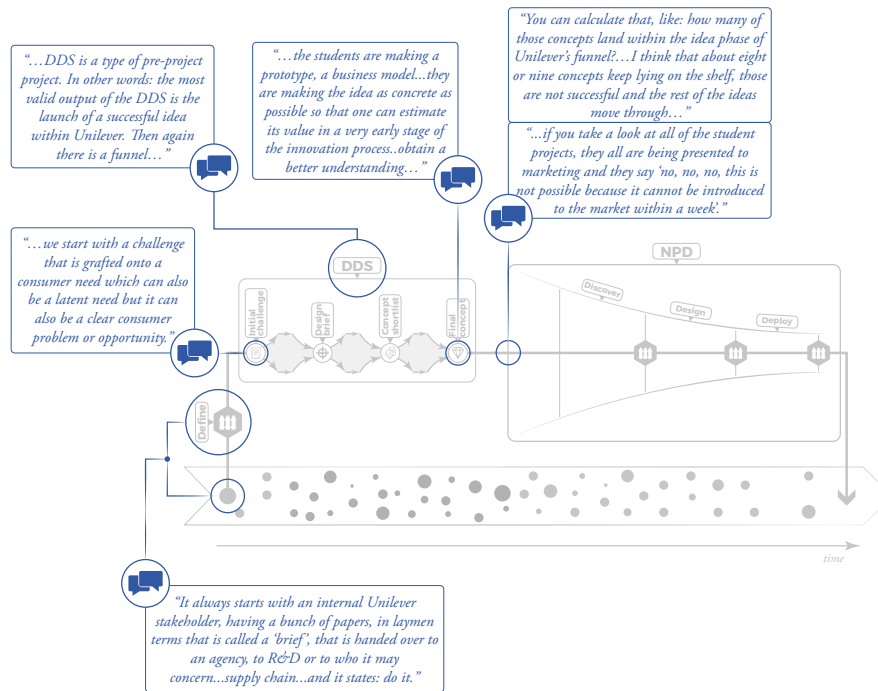 “You can calculate that, like: how many of
those concepts land within the idea phase of
Unilever’s funnel?…I think that about eight
or nine concepts keep lying on the shelf, those
are not successful and the rest of the ideas
move through…”
“…DDS is a type of pre-project
project. In other words: the most
valid output of the DDS is the
launch of a successful idea
within Unilever. Then again
there is a funnel…”
“…the students are making a
prototype, a business model...they
are making the idea as concrete as
possible so that one can estimate
its value in a very early stage of
the innovation process..obtain a
better understanding…”
“...if you take a look at all of the student
projects, they all are being presented to
marketing and they say ‘no, no, no, this is
not possible because it cannot be introduced
to the market within a week’.”
“…we start with a challenge
that is grafted onto a
consumer need which can also
be a latent need but it can
also be a clear consumer
problem or opportunity.”
DDS
NPD
Initial
challenge
Design
brief
Concept
shortlist
Final
concept
Discover
Design
Deploy
Define
time
“It always starts with an internal Unilever
stakeholder, having a bunch of papers, in laymen
terms that is called a ‘brief’, that is handed over to
an agency, to R&D or to who it may
concern...supply chain...and it states: do it.”